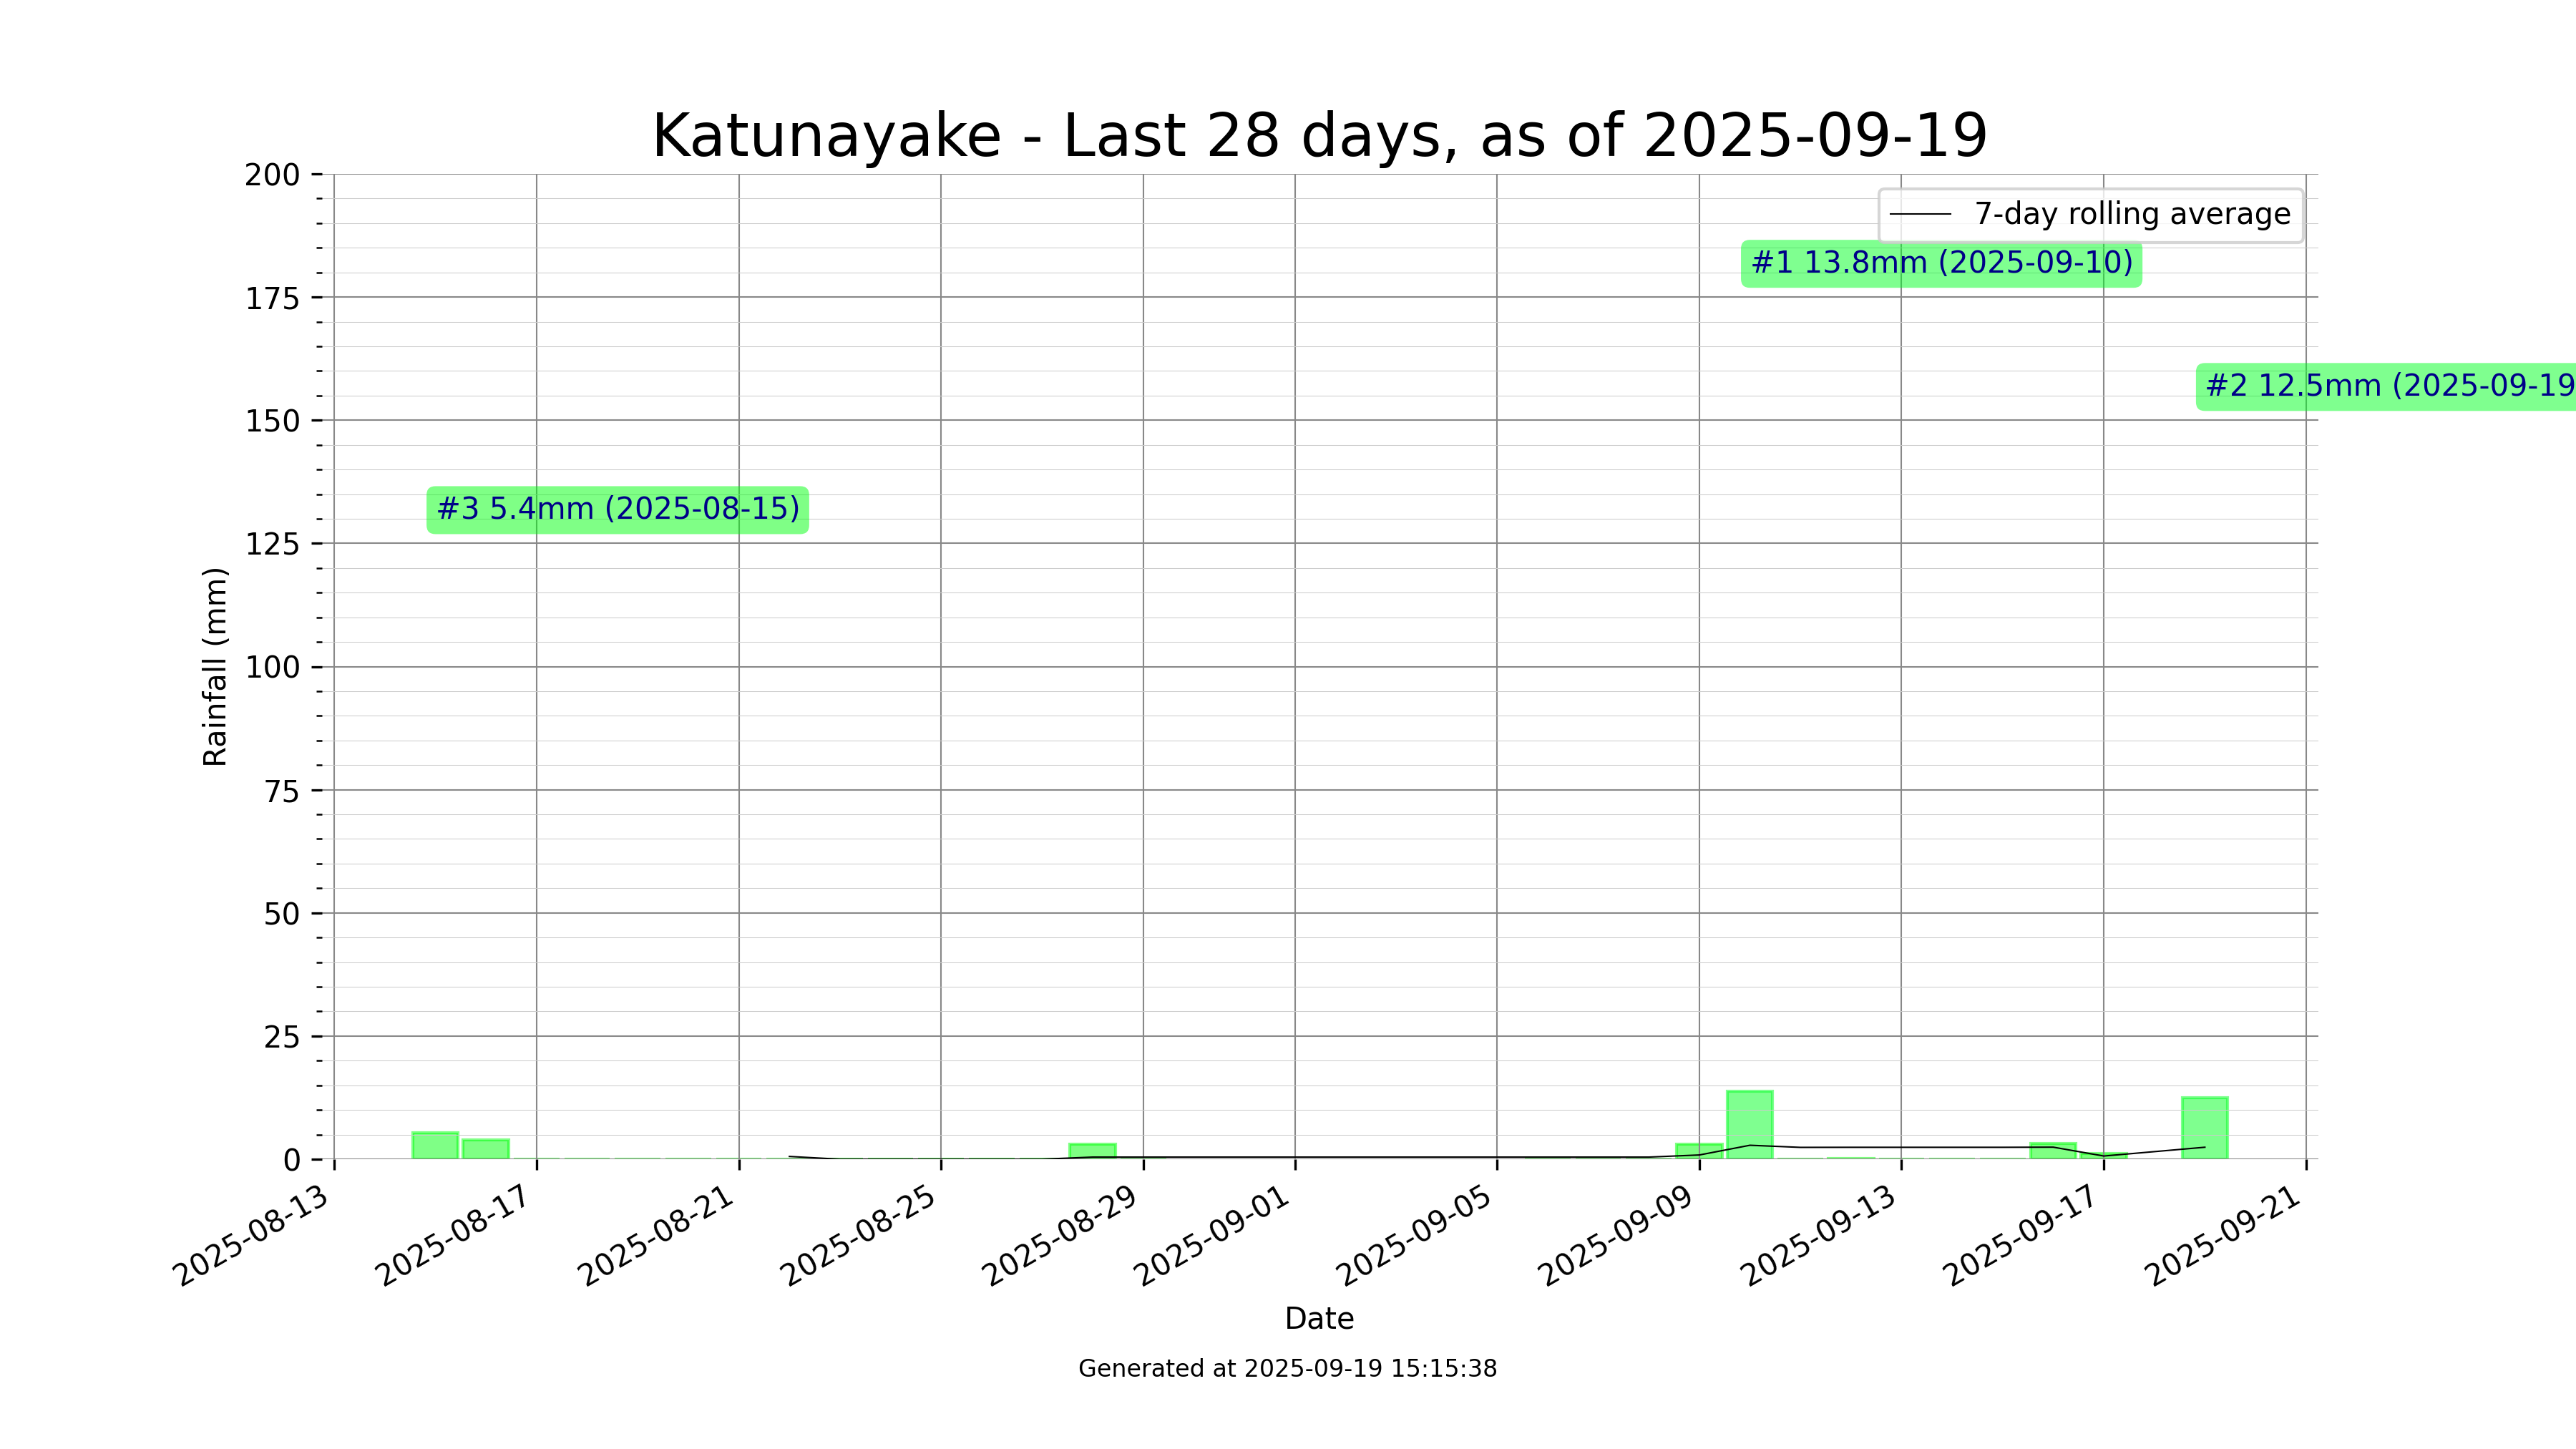 Katunayake - Last 28 days, as of 2025-09-19
7-day rolling average
#1 13.8mm (2025-09-10)
#2 12.5mm (2025-09-19
#3 5.4mm (2025-08-15)
Rainfall (mm)
200
175
150
125
100
75
50
25
0
2025-08-13
2025-08-17
2025-08-21
2025-08-25
2025-08-29
2025-09-01
2025-09-05
2025-09-09
2025-09-13
2025-09-17
2025-09-21
Date
Generated at 2025-09-19 15:15:38